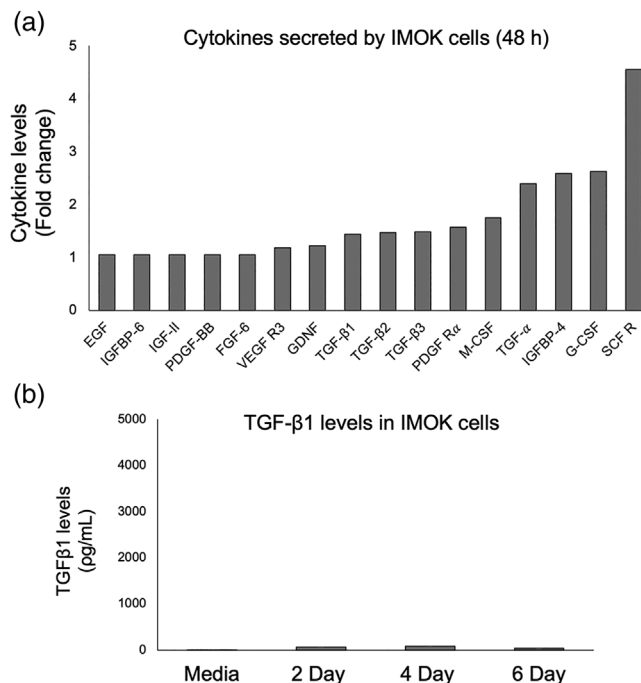 (a)
Cytokines secreted by IMOK cells (48 h)
Cytokine levels
(Fold change)
5
4
3
2
1
0
EGF
IGFBP-6
IGF-II
PDGF-BB
FGF-6
VEGF R3
GDNF
TGF-β1
TGF-β2
TGF-β3
PDGF Rα
M-CSF
TGF-α
IGFBP-4
G-CSF
SCF R
(b)
TGF-β1 levels in IMOK cells
TGFβ1 levels
(ρg/mL)
5000
4000
3000
2000
1000
0
Media
2 Day
4 Day
6 Day